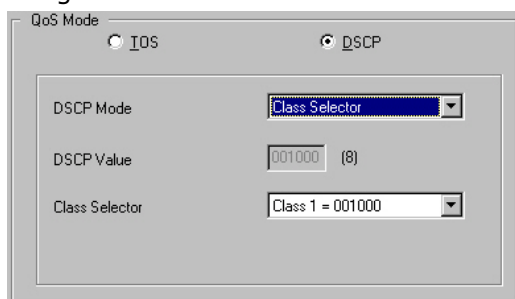 QoS Mode
TOS DSCP
DSCP Mode Class Selector
DSCP Value 001000 (8)
Class Selector Class 1 = 001000